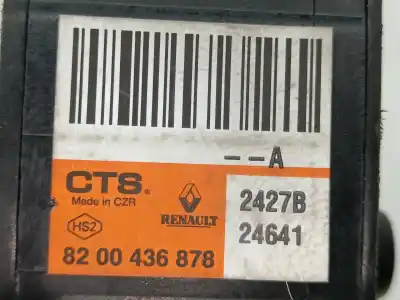 --A
CTS®
Made in CZR
HS2
RENAULT
82 00 436 878
2427B
24641